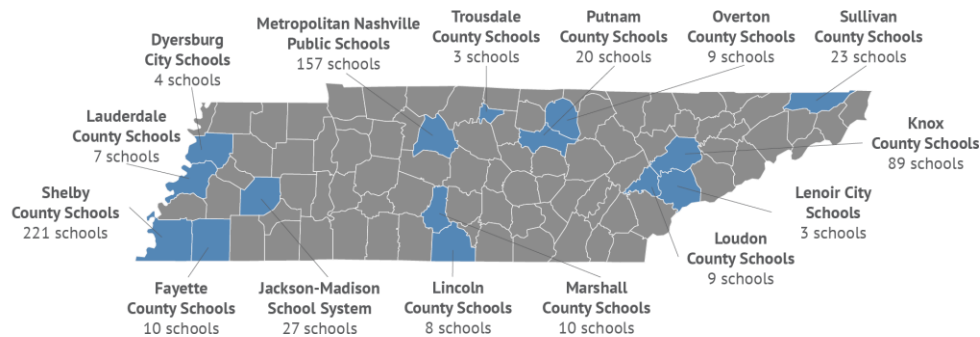 Metropolitan Nashville
Public Schools
157 schools
Trousdale
County Schools
3 schools
Putnam
County Schools
20 schools
Overton
County Schools
9 schools
Sullivan
County Schools
23 schools
Dyersburg
City Schools
4 schools
Lauderdale
County Schools
7 schools
Shelby
County Schools
221 schools
Knox
County Schools
89 schools
Lenoir City
Schools
3 schools
Loudon
County Schools
9 schools
Fayette
County Schools
10 schools
Jackson-Madison
School System
27 schools
Lincoln
County Schools
8 schools
Marshall
County Schools
10 schools